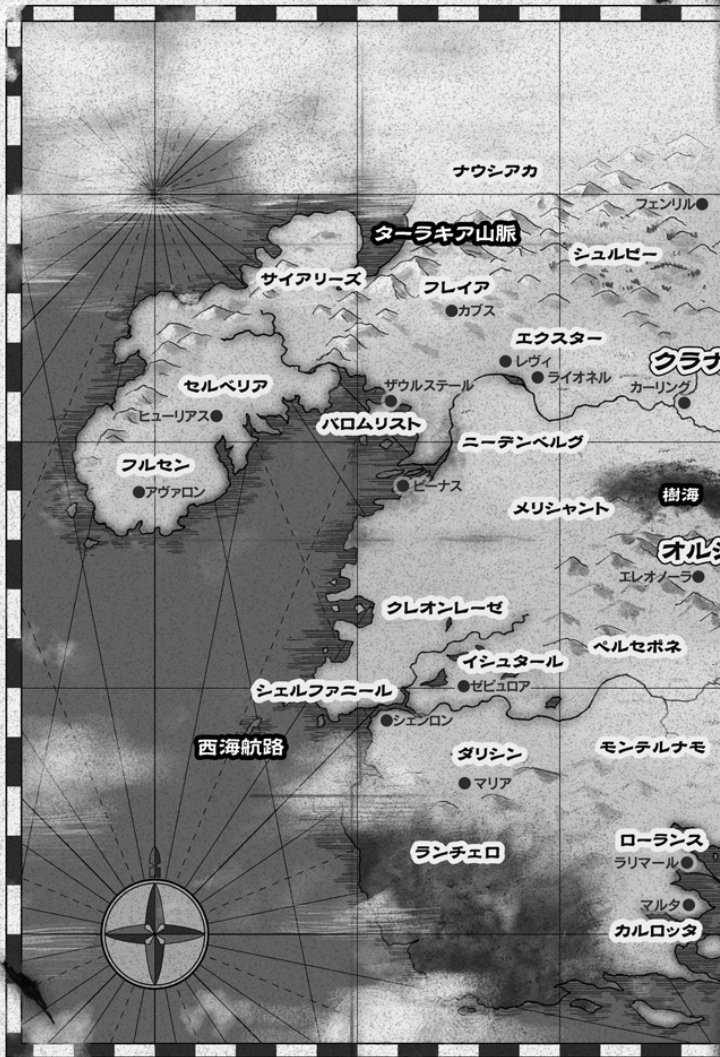 ナウシアカ
フェンリル
ターラキア山脈
シュルピー
サイアリーズ
フレイア
カブス
エクスター
レヴィ
ライオネル
クラナ
カーリング
セルベリア
ザウルステール
ヒューリアス
バロムリスト
ニーデンベルグ
フルセン
アヴァロン
ビーナス
樹海
メリシャント
オルシ
エレオノーラ
クレオンレーゼ
ペルセポネ
イシュタール
ゼピュロア
シェルファニール
シェンロン
西海航路
ダリシン
モンテルナモ
マリア
ランチェロ
ローランス
ラリマール
マルタ
カルロッタ